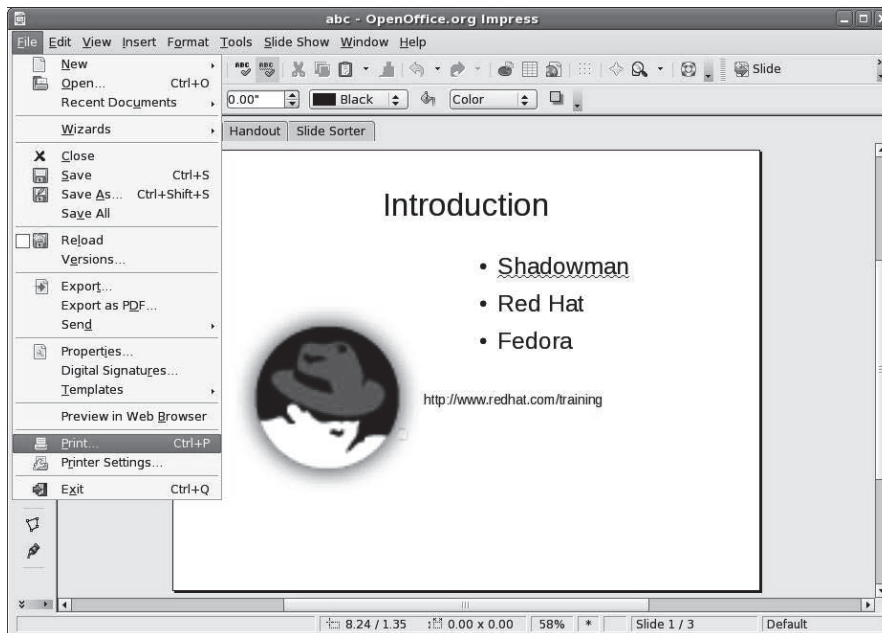 abc - OpenOffice.org Impress
File Edit View Insert Format Tools Slide Show Window Help
New
Open... Ctrl+O
Recent Documents
Wizards
Close
Save Ctrl+S
Save As... Ctrl+Shift+S
Save All
Reload
Versions...
Export...
Export as PDF...
Send
Properties...
Digital Signatures...
Templates
Preview in Web Browser
Print... Ctrl+P
Printer Settings...
Exit Ctrl+Q
ABC ABC Slide
0.00" Black Color
Handout Slide Sorter
Introduction
• Shadowman
• Red Hat
• Fedora
http://www.redhat.com/training
8.24 / 1.35 0.00 x 0.00 58% * Slide 1 / 3 Default